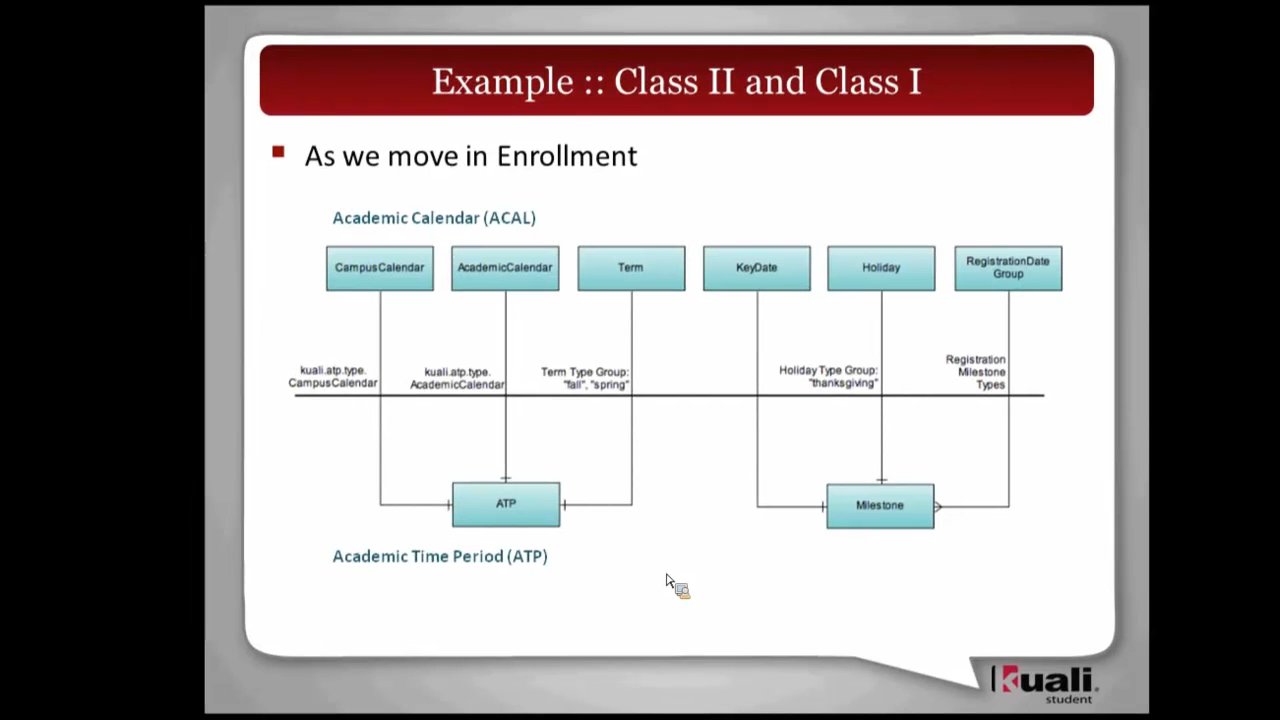 Example :: Class II and Class I
As we move in Enrollment
Academic Calendar (ACAL)
CampusCalendar
AcademicCalendar
Term
KeyDate
Holiday
RegistrationDate
Group
kuali.atp.type.
CampusCalendar
kuali.atp.type.
AcademicCalendar
Term Type Group:
"fall", "spring"
Holiday Type Group:
"thanksgiving"
Registration
Milestone
Types
ATP
Milestone
Academic Time Period (ATP)
kuali.
student